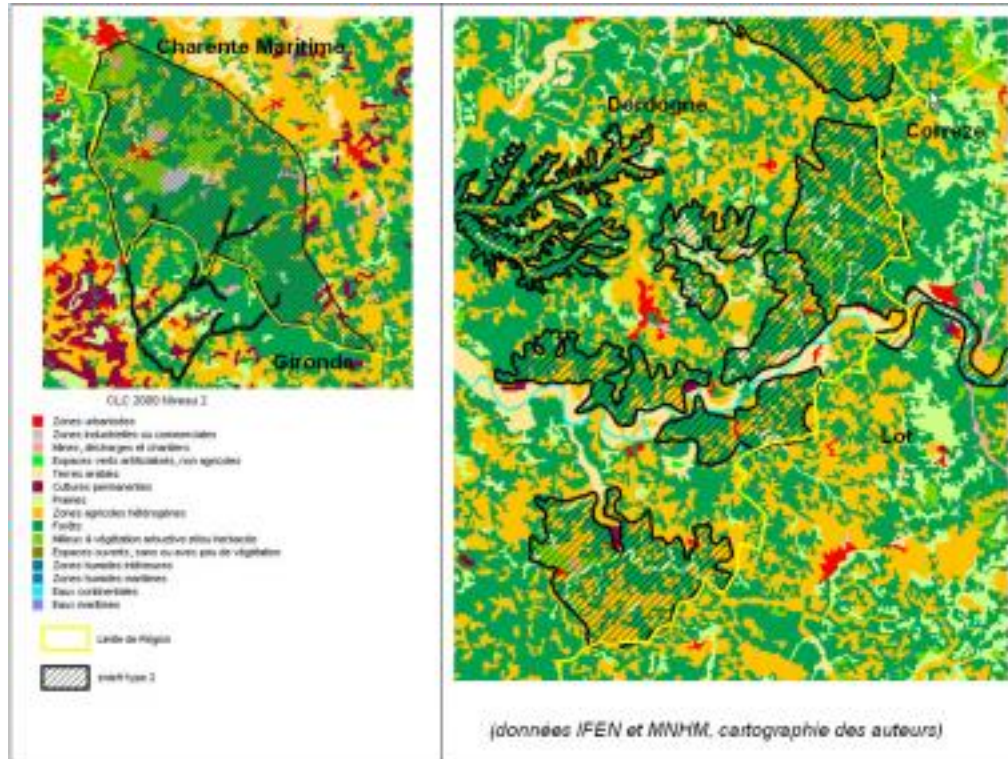 Charente Maritime
Gironde
CLC 2000 Niveau 2
Zones urbanisées
Zones industrielles ou commerciales
Mines, décharges et chantiers
Espaces verts artificialisés, non agricoles
Terres arables
Cultures permanentes
Prairies
Zones agricoles hétérogènes
Forêts
Milieux à végétation arbustive et/ou herbacée
Espaces ouverts, sans ou avec peu de végétation
Zones humides intérieures
Zones humides maritimes
Eaux continentales
Eaux maritimes
Limite de Région
znieff type 2
Dordogne
Corrèze
Lot
(données IFEN et MNHM, cartographie des auteurs)